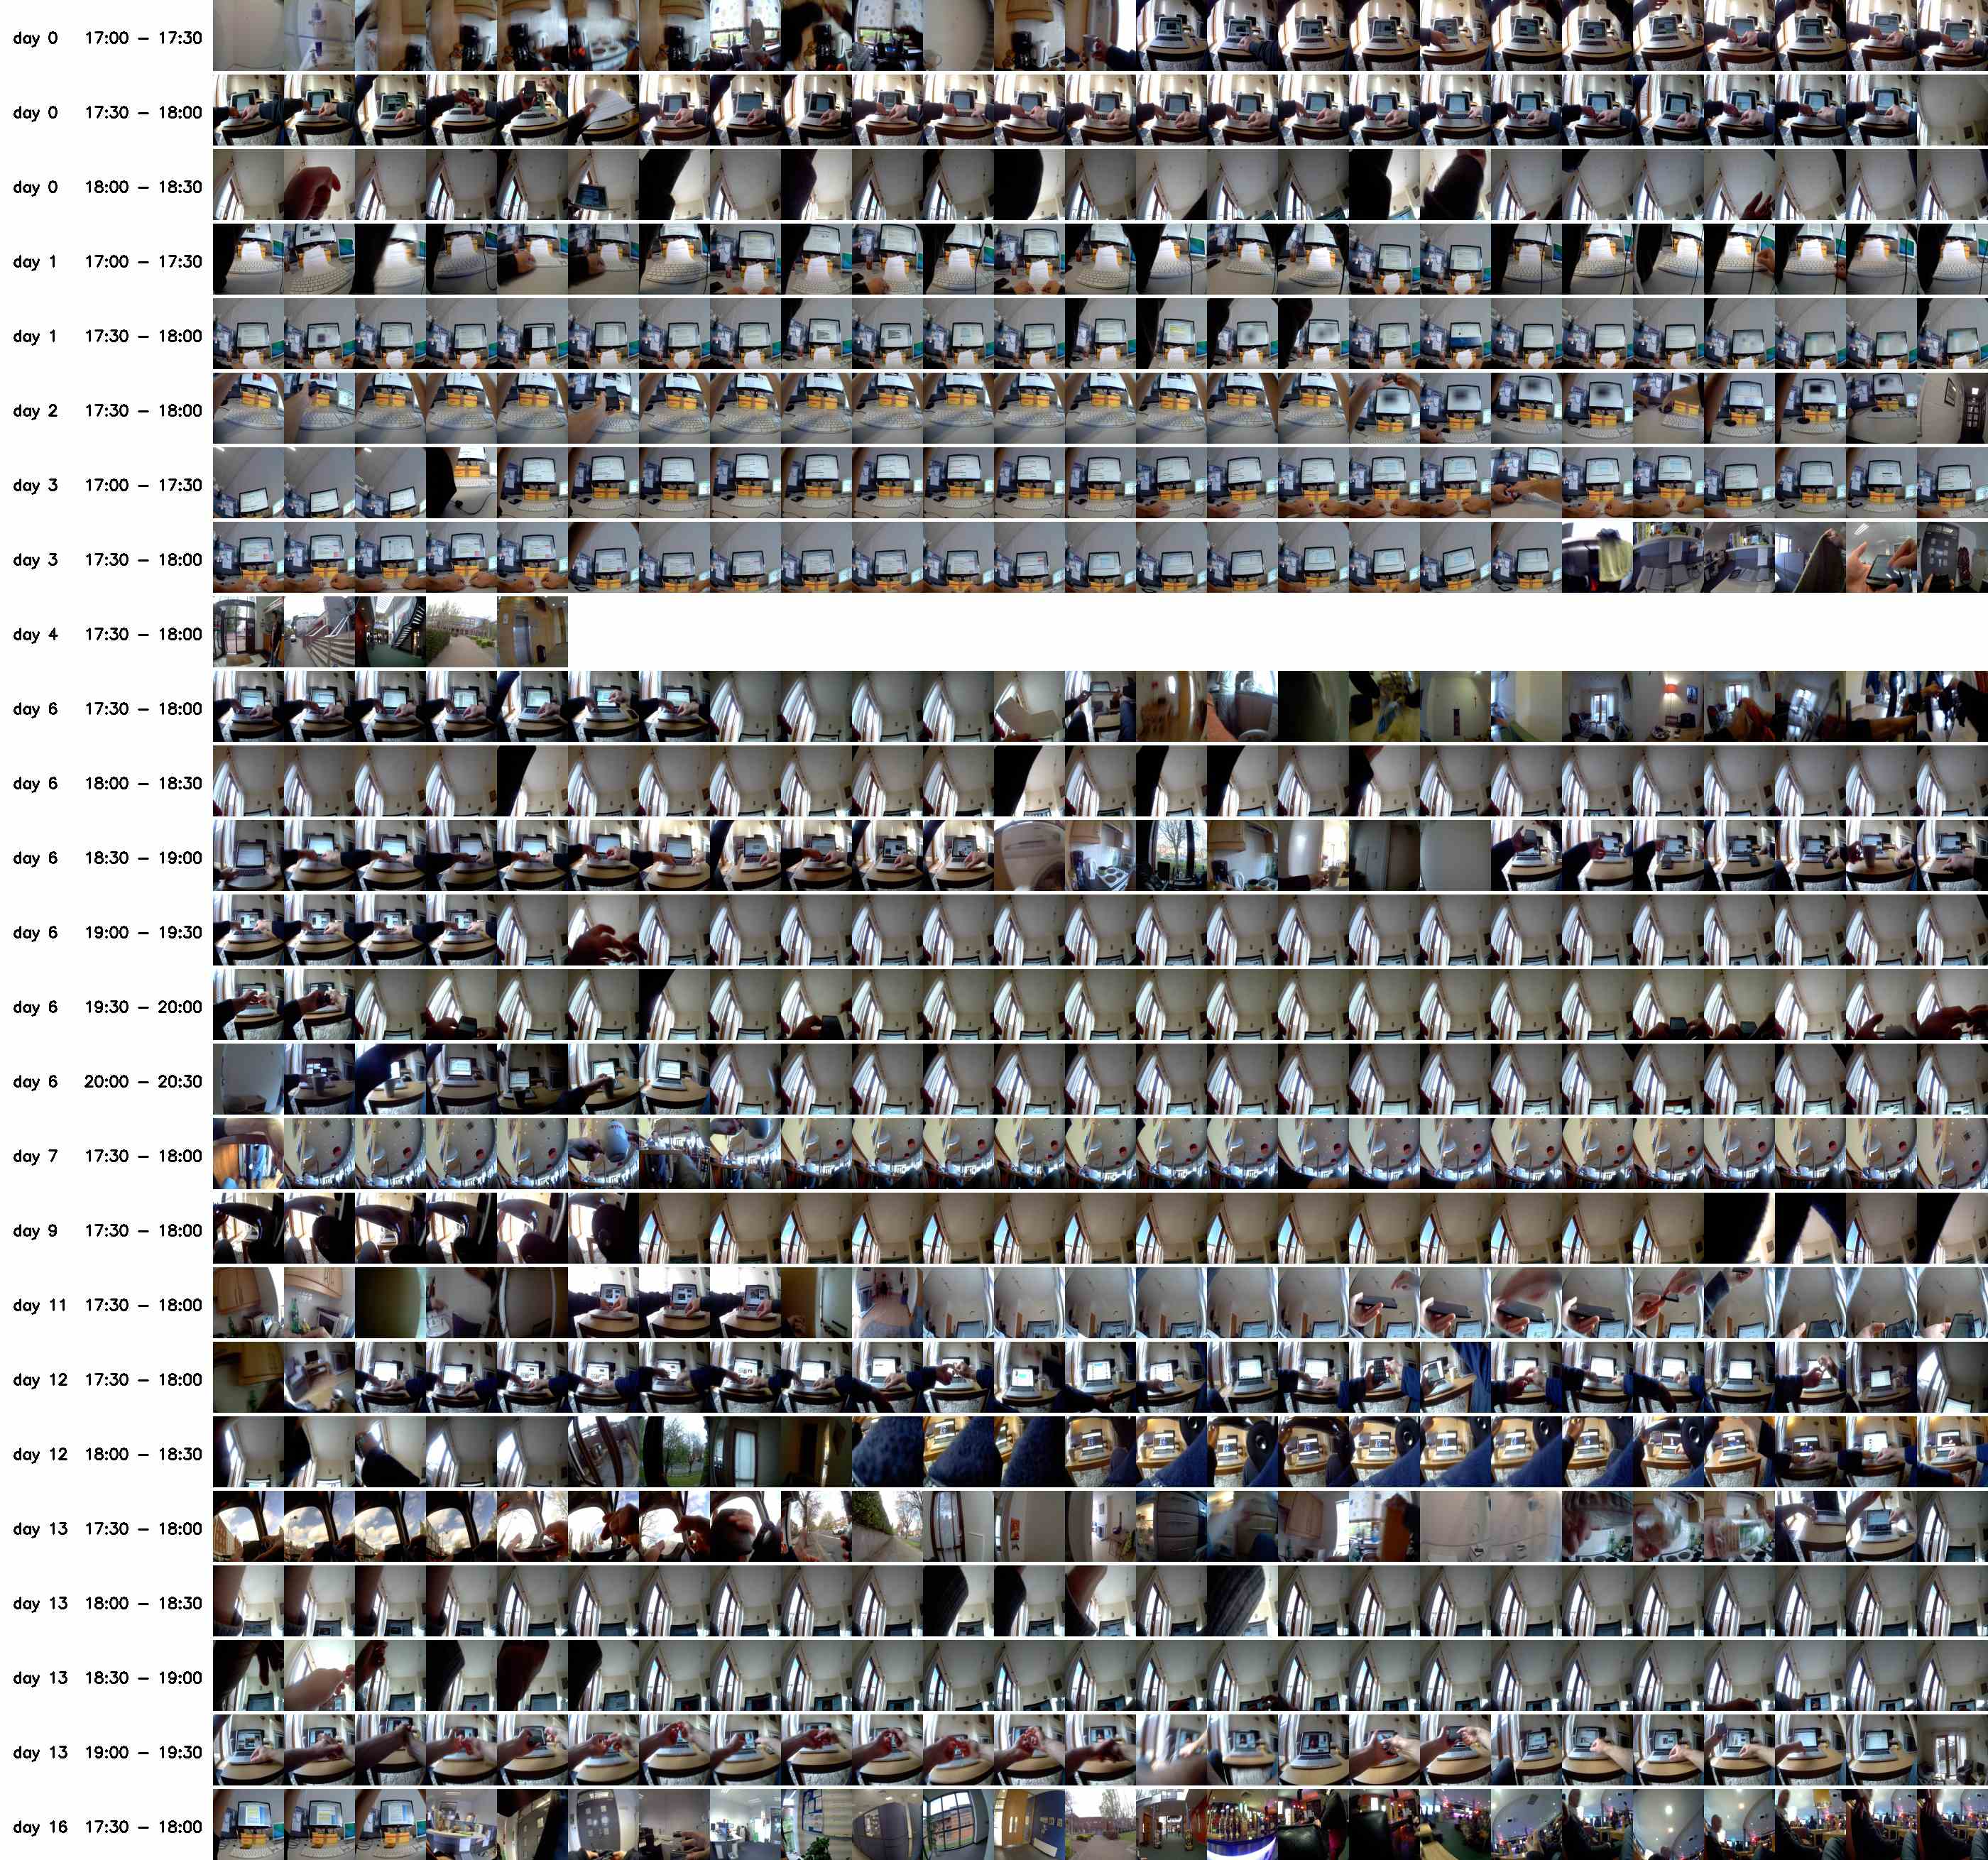 day 0 17:00 - 17:30
day 0 17:30 - 18:00
day 0 18:00 - 18:30
day 1 17:00 - 17:30
day 1 17:30 - 18:00
day 2 17:30 - 18:00
day 3 17:00 - 17:30
day 3 17:30 - 18:00
day 4 17:30 - 18:00
day 6 17:30 - 18:00
day 6 18:00 - 18:30
day 6 18:30 - 19:00
day 6 19:00 - 19:30
day 6 19:30 - 20:00
day 6 20:00 - 20:30
day 7 17:30 - 18:00
day 9 17:30 - 18:00
day 11 17:30 - 18:00
day 12 17:30 - 18:00
day 12 18:00 - 18:30
day 13 17:30 - 18:00
day 13 18:00 - 18:30
day 13 18:30 - 19:00
day 13 19:00 - 19:30
day 16 17:30 - 18:00